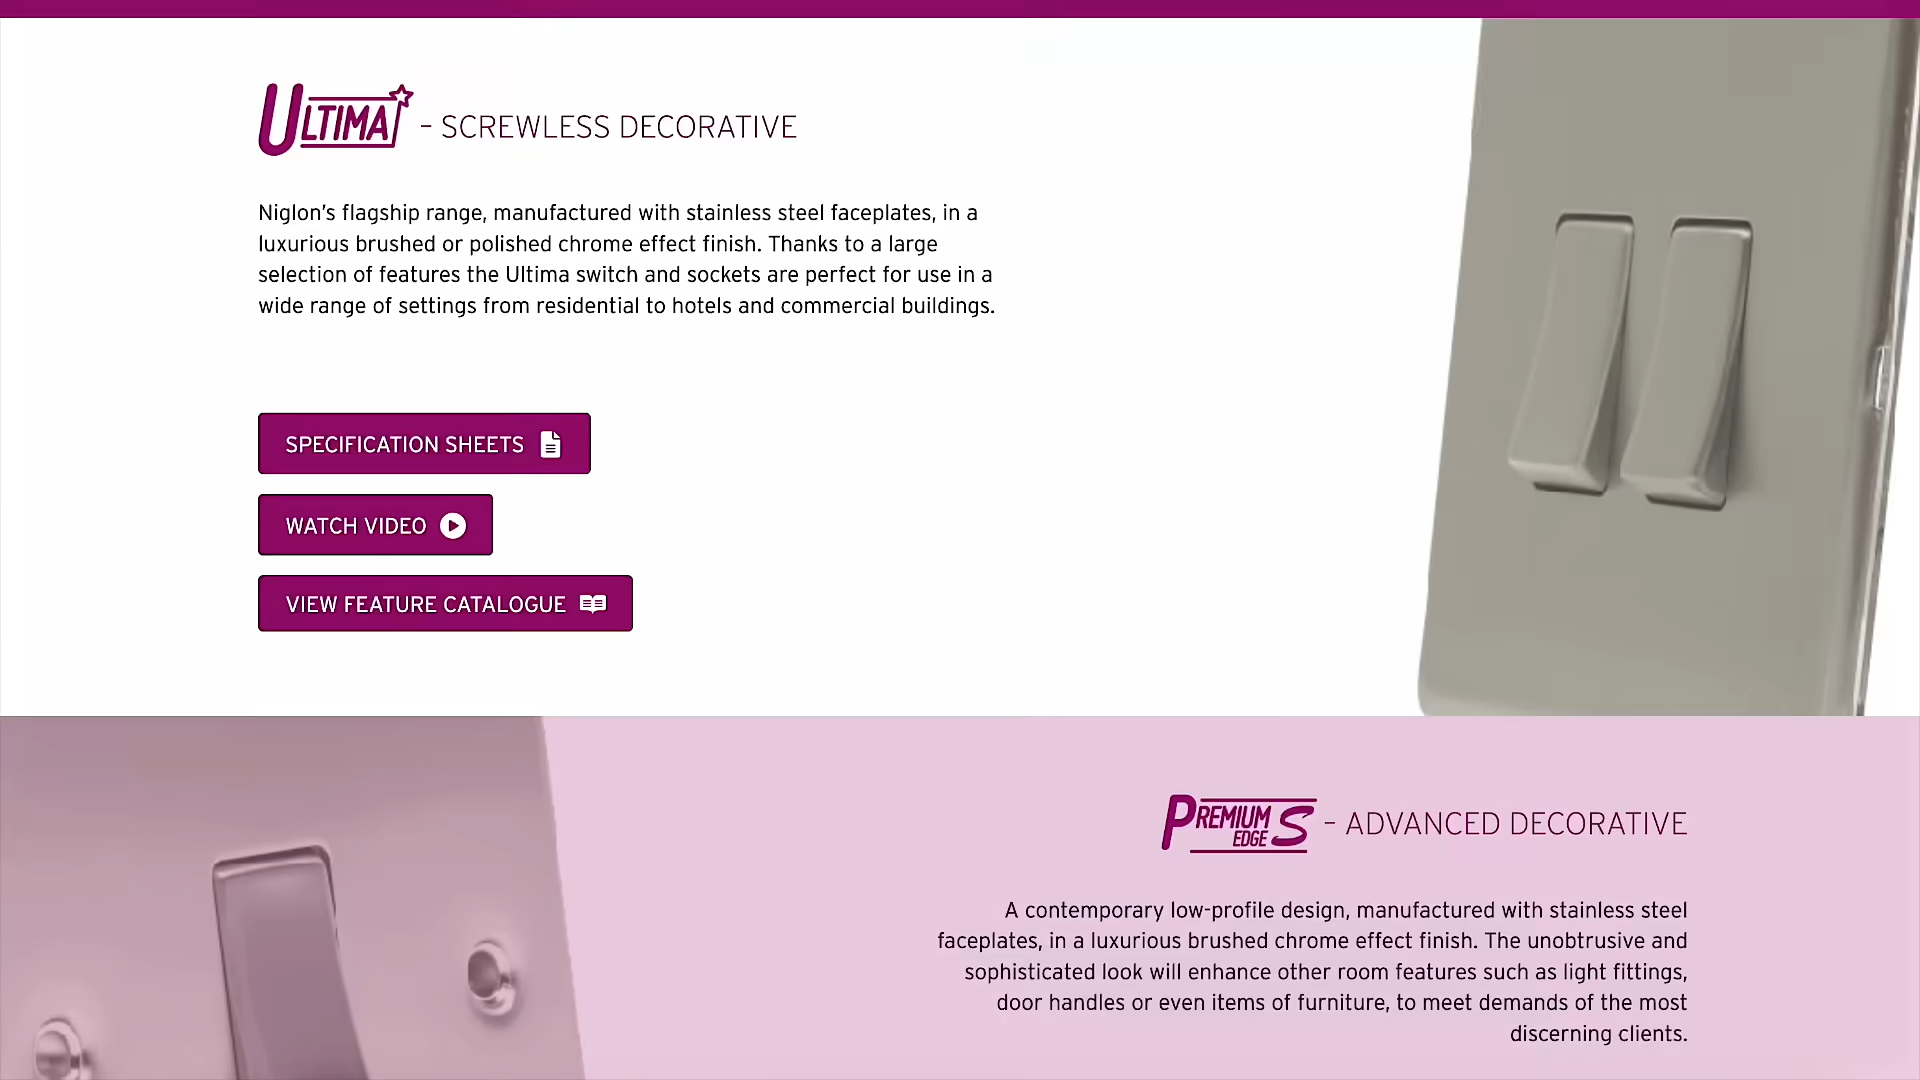 ULTIMA – SCREWLESS DECORATIVE
Niglon’s flagship range, manufactured with stainless steel faceplates, in a
luxurious brushed or polished chrome effect finish. Thanks to a large
selection of features the Ultima switch and sockets are perfect for use in a
wide range of settings from residential to hotels and commercial buildings.
SPECIFICATION SHEETS
WATCH VIDEO
VIEW FEATURE CATALOGUE
PREMIUM EDGE S – ADVANCED DECORATIVE
A contemporary low-profile design, manufactured with stainless steel
faceplates, in a luxurious brushed chrome effect finish. The unobtrusive and
sophisticated look will enhance other room features such as light fittings,
door handles or even items of furniture, to meet demands of the most
discerning clients.